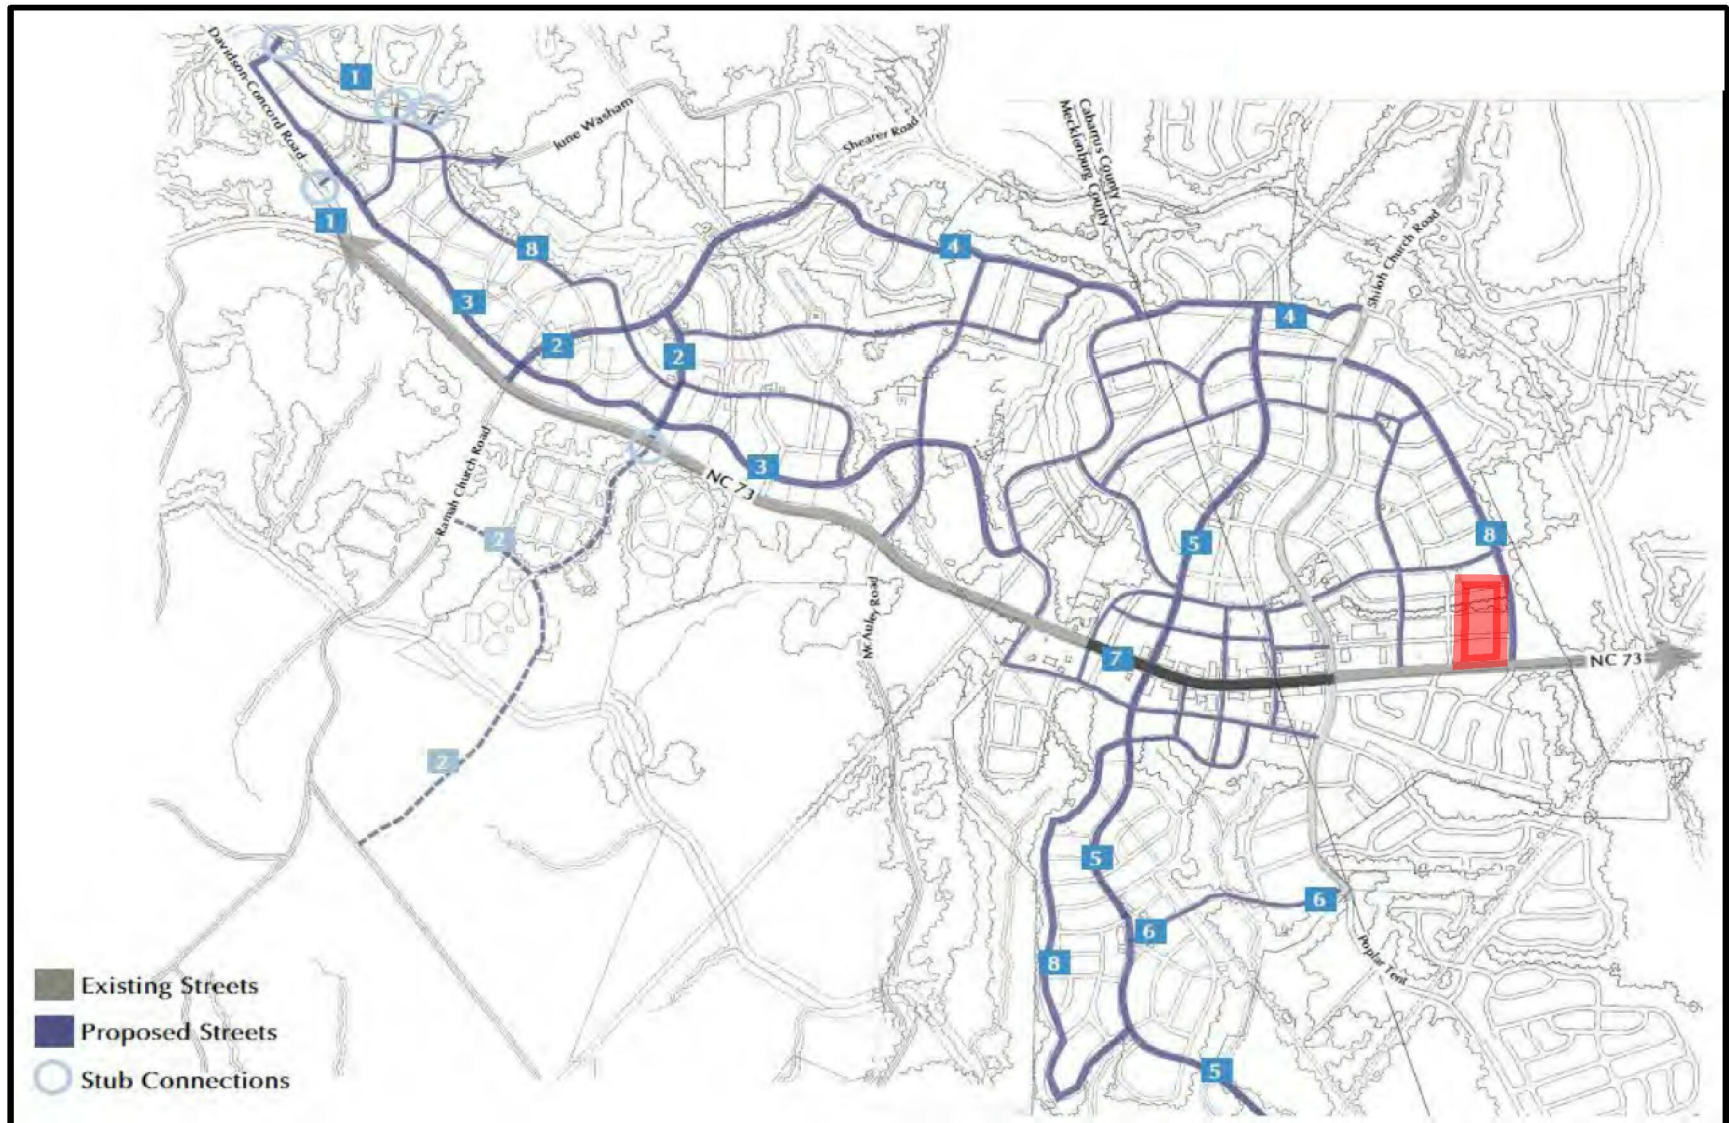 Davidson-Concord Road
1
June Washam
Shearer Road
Cabarrus County
Mecklenburg County
Shiloh Church Road
1
8
4
3
4
2
2
Ramah Church Road
3
NC 73
2
8
5
McAuley Road
7
NC 73
2
5
6
6
8
Poplar Tent
5
Existing Streets
Proposed Streets
Stub Connections